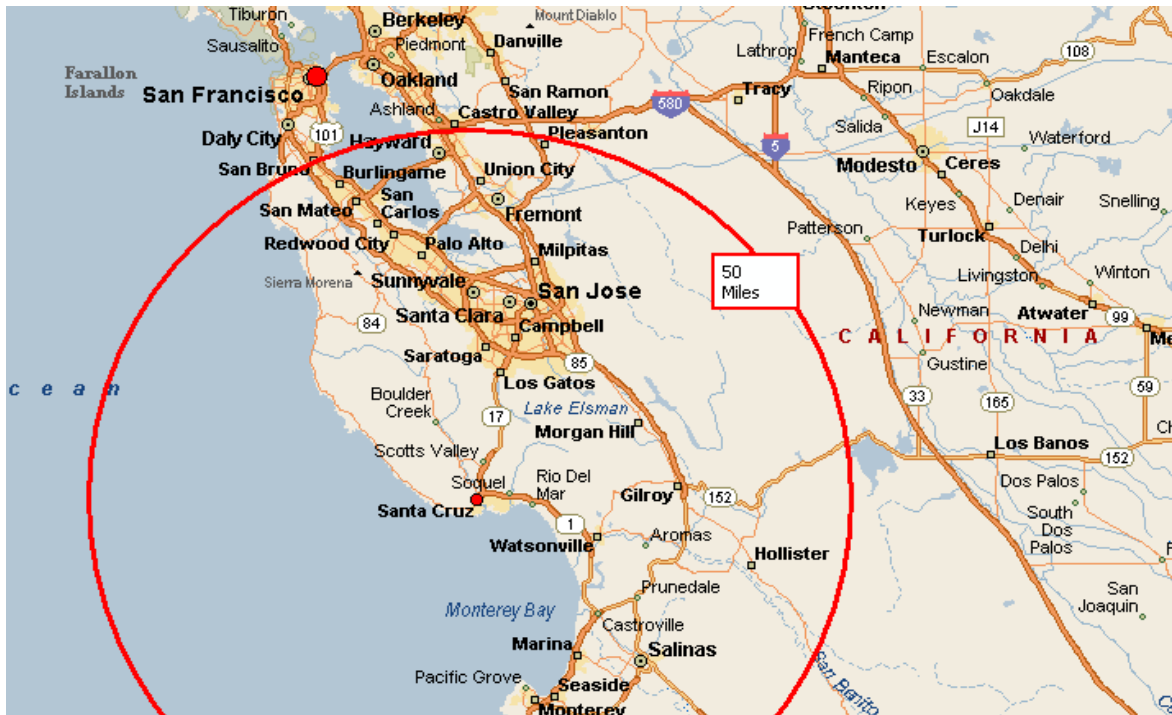 Tiburon
Sausalito
Berkeley
Piedmont
Mount Diablo
Danville
Stockton
French Camp
Lathrop
Manteca
Escalon
108
Farallon
Islands
San Francisco
Oakland
San Ramon
580
Tracy
Ripon
Oakdale
Ashland
Castro Valley
Daly City
101
Hayward
Pleasanton
5
Salida
J14
Waterford
San Bruno
Burlingame
Union City
Modesto
Ceres
San Mateo
San
Carlos
Fremont
Keyes
Denair
Snelling
Redwood City
Palo Alto
Milpitas
Patterson
Turlock
Delhi
Sierra Morena
Sunnyvale
San Jose
50
Miles
Livingston
Winton
Santa Clara
Campbell
84
Newman
Atwater
99
Me
CALIFORNIA
Saratoga
85
Gustine
Los Gatos
c e a n
Boulder
Creek
17
Lake Elsman
Morgan Hill
33
165
59
Los Banos
152
Ch
Scotts Valley
Soquel
Rio Del
Mar
Gilroy
152
Dos Palos
Santa Cruz
1
South
Dos
Palos
Watsonville
Aromas
Hollister
Prunedale
San
Joaquin
Monterey Bay
Castroville
Marina
Salinas
San Benito
Pacific Grove
Seaside
Monterey